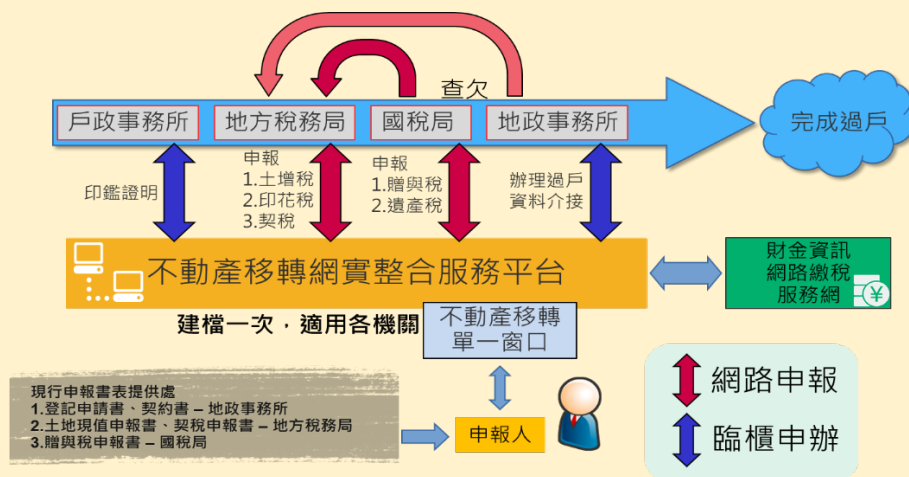 查欠
戶政事務所
地方稅務局
國稅局
地政事務所
完成過戶
印鑑證明
申報
1.土增稅
2.印花稅
3.契稅
申報
1.贈與稅
2.遺產稅
辦理過戶
資料介接
不動產移轉網實整合服務平台
財金資訊
網路繳稅
服務網
¥
建檔一次，適用各機關
不動產移轉
單一窗口
現行申報書表提供處
1.登記申請書、契約書 – 地政事務所
2.土地現值申報書、契稅申報書 – 地方稅務局
3.贈與稅申報書 – 國稅局
申報人
網路申報
臨櫃申辦